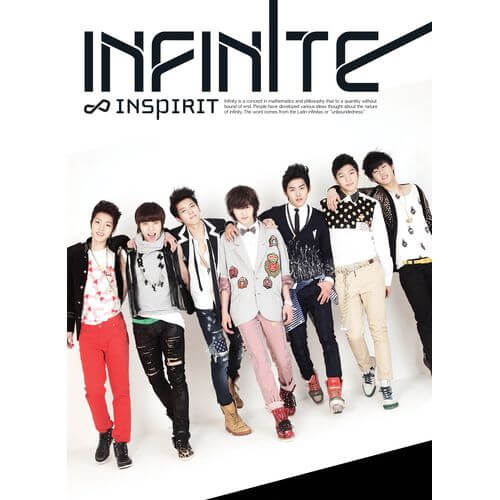 INFINITE
∞ INSPIRIT
Infinity is a concept in mathematics and philosophy that to a quantity without
bound of end. People have developed various ideas thought about the nature
of infinity. The word comes from the Latin infinitas or "unboundedness."